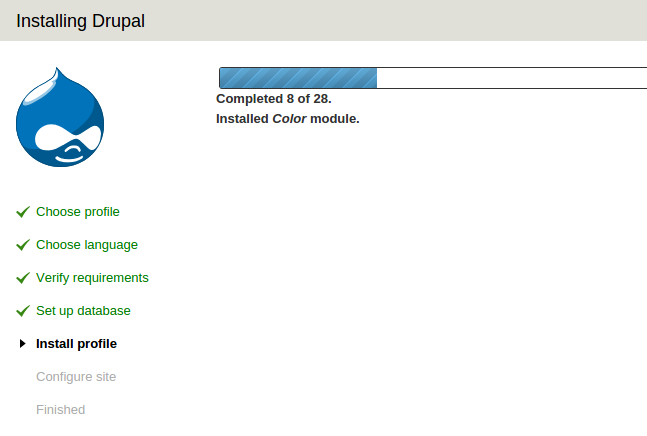 Installing Drupal
Completed 8 of 28.
Installed Color module.
Choose profile
Choose language
Verify requirements
Set up database
Install profile
Configure site
Finished